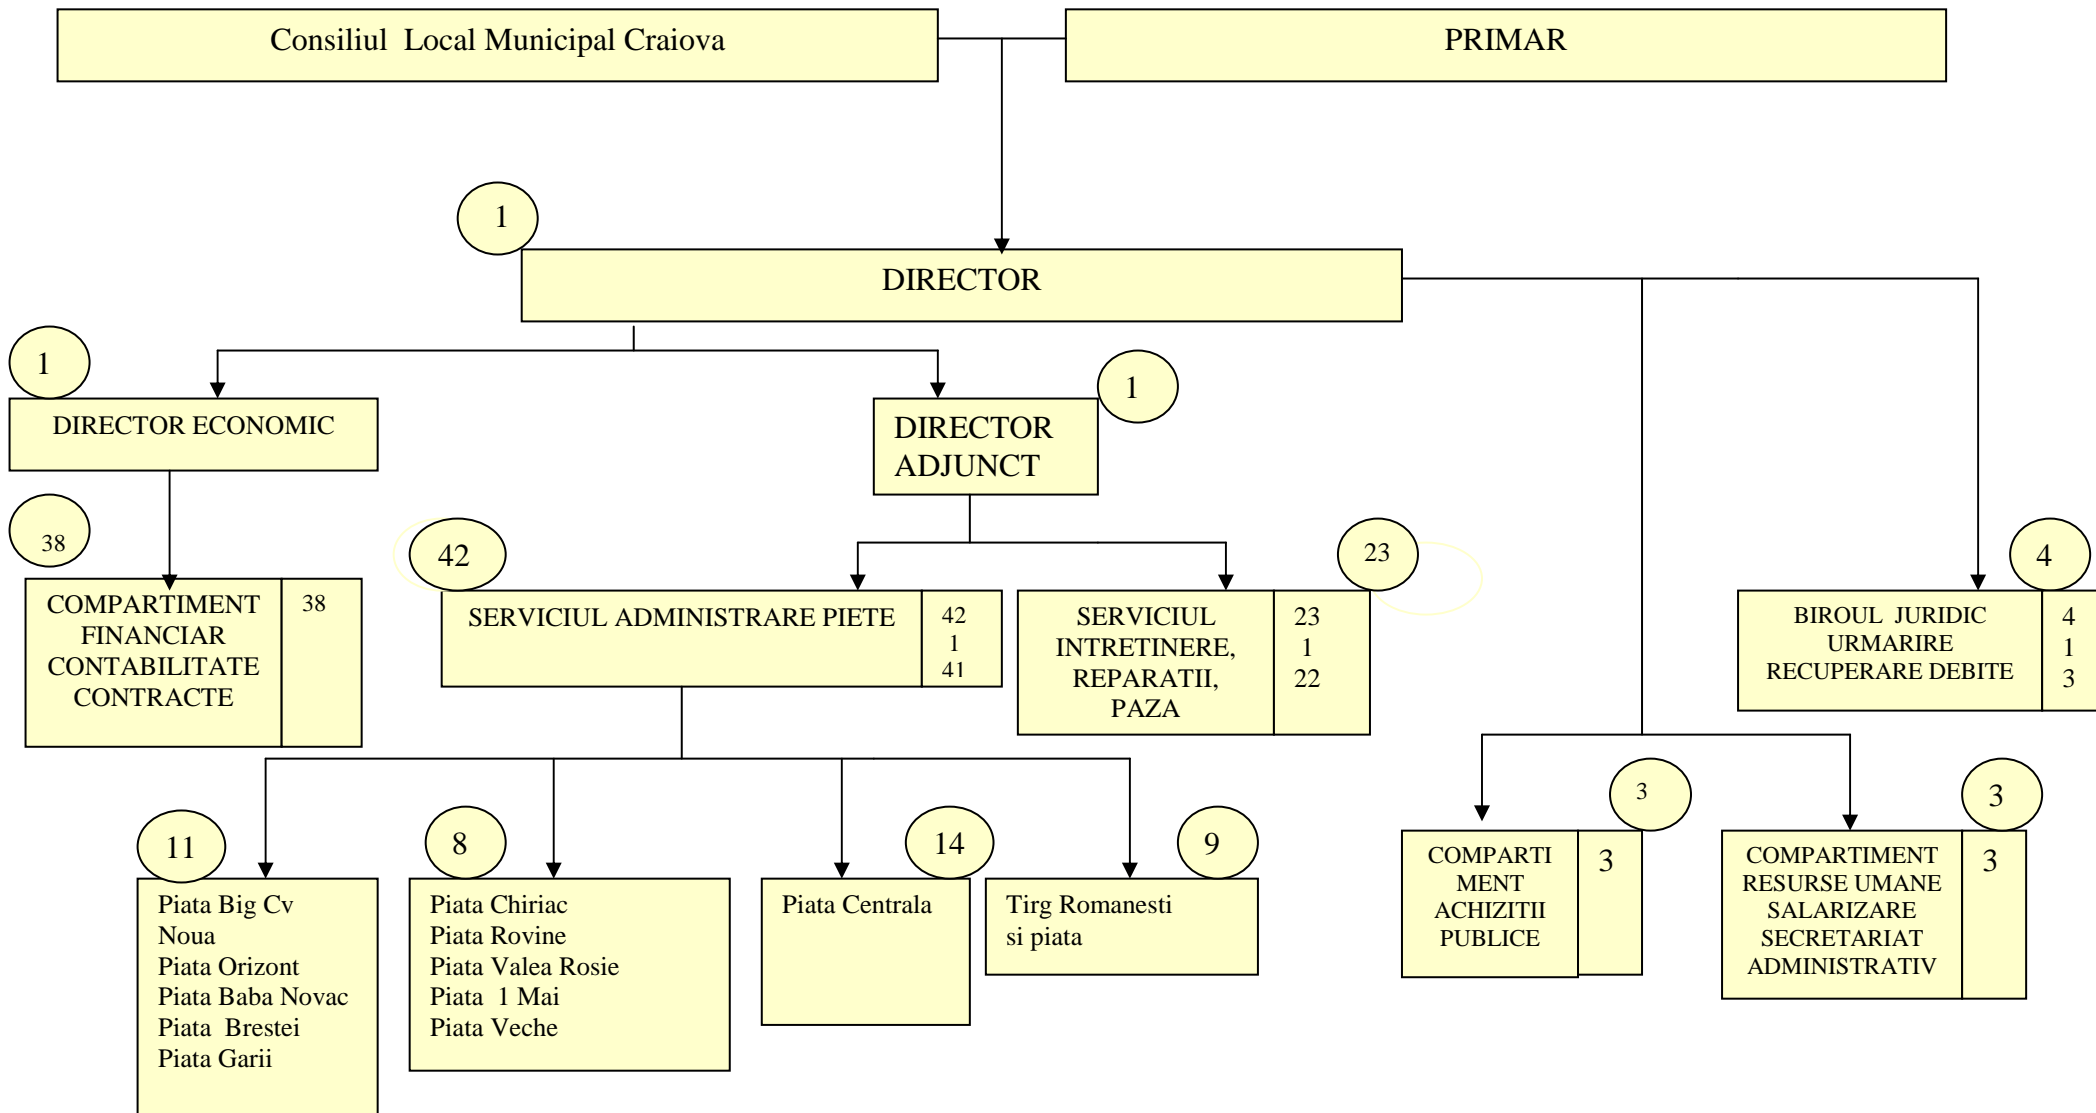 Consiliul Local Municipal Craiova
PRIMAR
1
DIRECTOR
1
DIRECTOR ECONOMIC
1
DIRECTOR
ADJUNCT
38
COMPARTIMENT
FINANCIAR
CONTABILITATE
CONTRACTE
38
42
SERVICIUL ADMINISTRARE PIETE
42
1
41
23
SERVICIUL
INTRETINERE,
REPARATII,
PAZA
23
1
22
4
BIROUL JURIDIC
URMARIRE
RECUPERARE DEBITE
4
1
3
11
Piata Big Cv
Noua
Piata Orizont
Piata Baba Novac
Piata Brestei
Piata Garii
8
Piata Chiriac
Piata Rovine
Piata Valea Rosie
Piata 1 Mai
Piata Veche
14
Piata Centrala
9
Tirg Romanesti
si piata
3
COMPARTI
MENT
ACHIZITII
PUBLICE
3
3
COMPARTIMENT
RESURSE UMANE
SALARIZARE
SECRETARIAT
ADMINISTRATIV
3